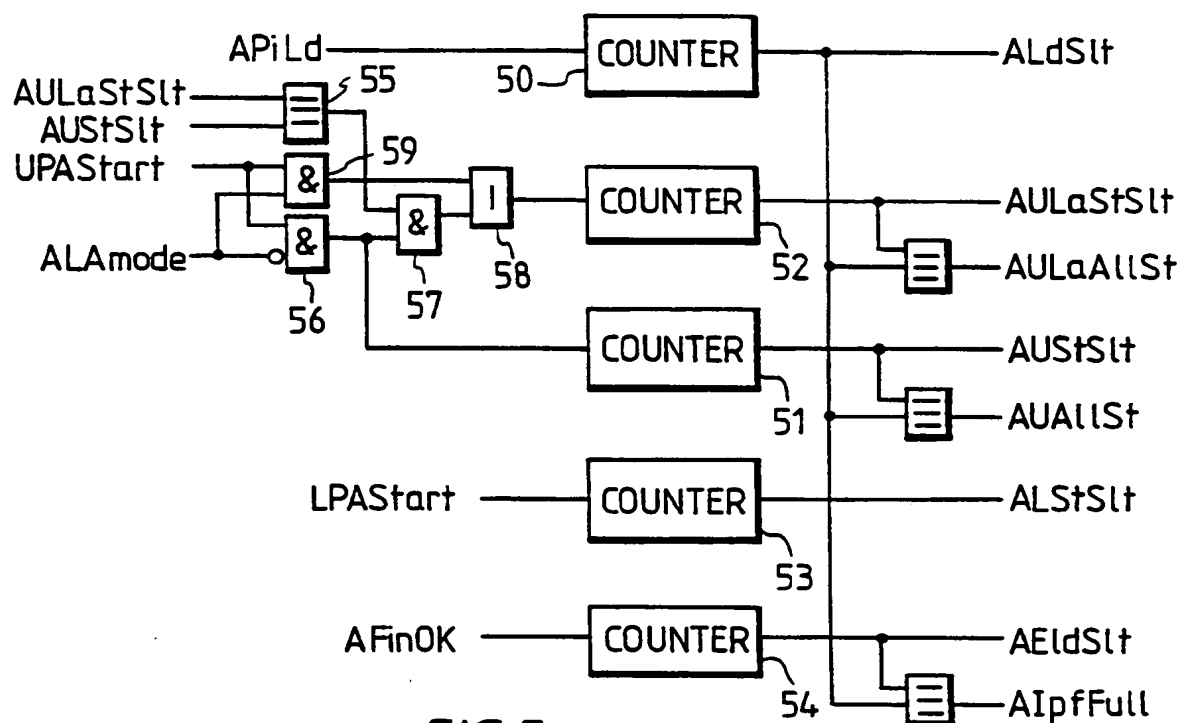 APiLd COUNTER ALdSlt
50
55
AULaStSlt
AUStSlt
UPAStart
59
&
ALAmode
&
56
&
57
1
58
COUNTER
52
AULaStSlt
AULaAllSt
COUNTER
51
AUStSlt
AUAllSt
LPAStart COUNTER ALStSlt
53
AFinOK COUNTER AEldSlt
54
AIpfFull